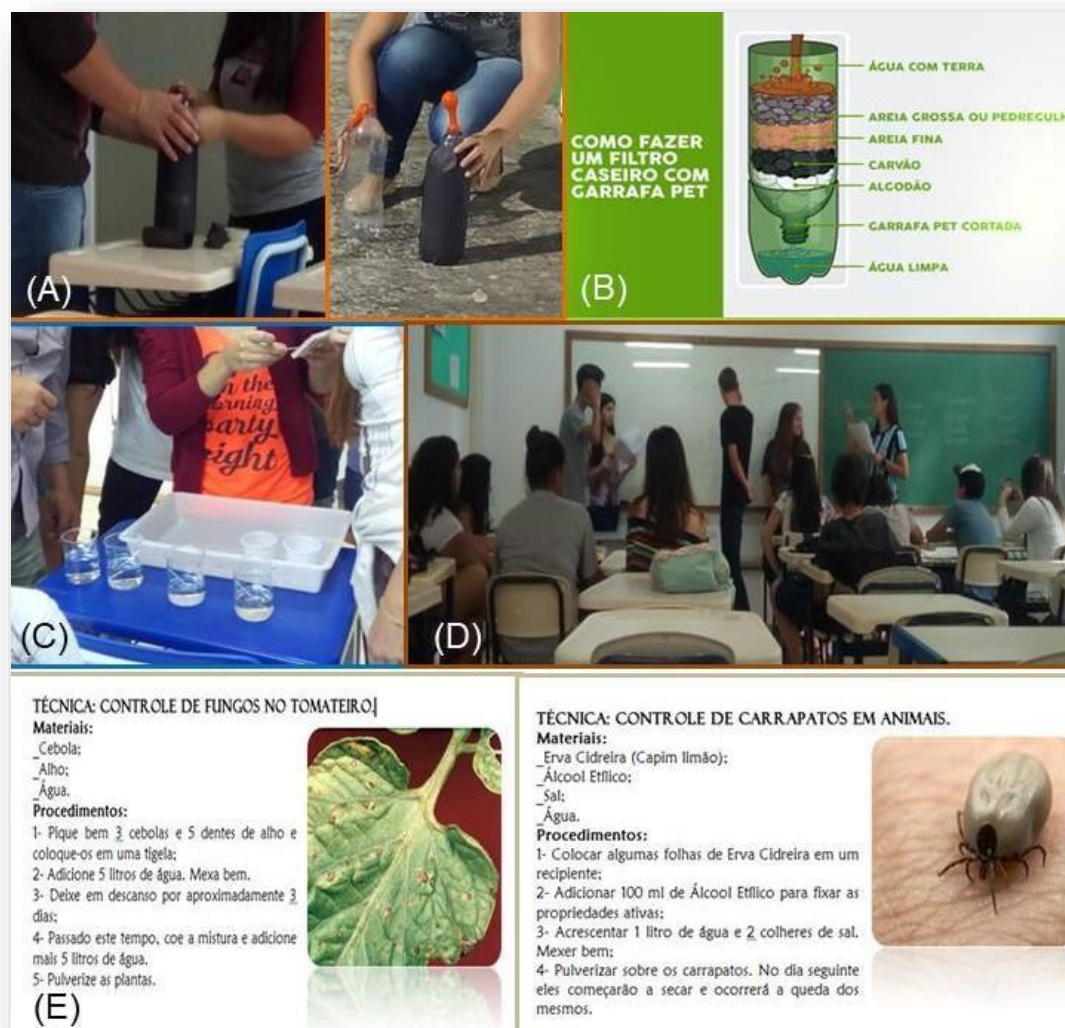 (A)
COMO FAZER
UM FILTRO
CASEIRO COM
GARRAFA PET
ÁGUA COM TERRA
AREIA GROSSA OU PEDREGULH
AREIA FINA
CARVÃO
ALGODÃO
GARRAFA PET CORTADA
ÁGUA LIMPA
(B)
in the
morning,
party
night
(C)
(D)
TÉCNICA: CONTROLE DE FUNGOS NO TOMATEIRO.
Materiais:
_Cebola;
_Alho;
_Água.
Procedimentos:
1- Pique bem 3 cebolas e 5 dentes de alho e
coloque-os em uma tigela;
2- Adicione 5 litros de água. Mexa bem.
3- Deixe em descanso por aproximadamente 3
dias;
4- Passado este tempo, coe a mistura e adicione
mais 5 litros de água.
5- Pulverize as plantas.
(E)
TÉCNICA: CONTROLE DE CARRAPATOS EM ANIMAIS.
Materiais:
_Erva Cidreira (Capim limão);
_Álcool Etílico;
_Sal;
_Água.
Procedimentos:
1- Colocar algumas folhas de Erva Cidreira em um
recipiente;
2- Adicionar 100 ml de Álcool Etílico para fixar as
propriedades ativas;
3- Acrescentar 1 litro de água e 2 colheres de sal.
Mexer bem;
4- Pulverizar sobre os carrapatos. No dia seguinte
eles começarão a secar e ocorrerá a queda dos
mesmos.